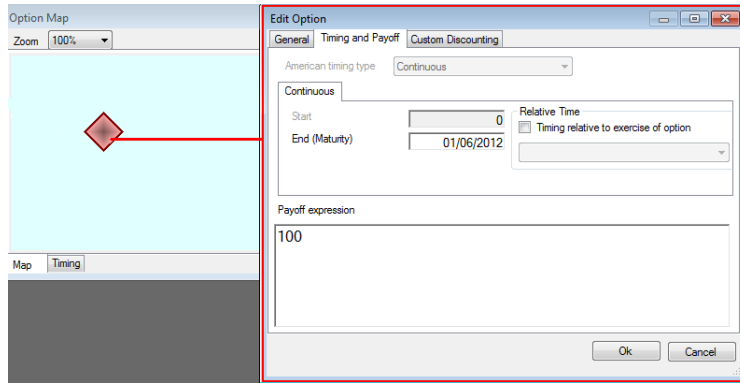 Option Map
Zoom 100%
Map Timing
Edit Option
General Timing and Payoff Custom Discounting
American timing type Continuous
Continuous
Start 0
End (Maturity) 01/06/2012
Relative Time
Timing relative to exercise of option
Payoff expression
100
Ok Cancel